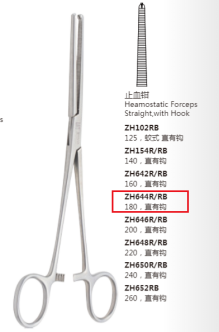 止血钳
Heamostatic Forceps
Straight,with Hook
ZH102RB
125，蚊式 直有钩
ZH154R/RB
140，直有钩
ZH642R/RB
160，直有钩
ZH644R/RB
180，直有钩
ZH646R/RB
200，直有钩
ZH648R/RB
220，直有钩
ZH650R/RB
240，直有钩
ZH652RB
260，直有钩